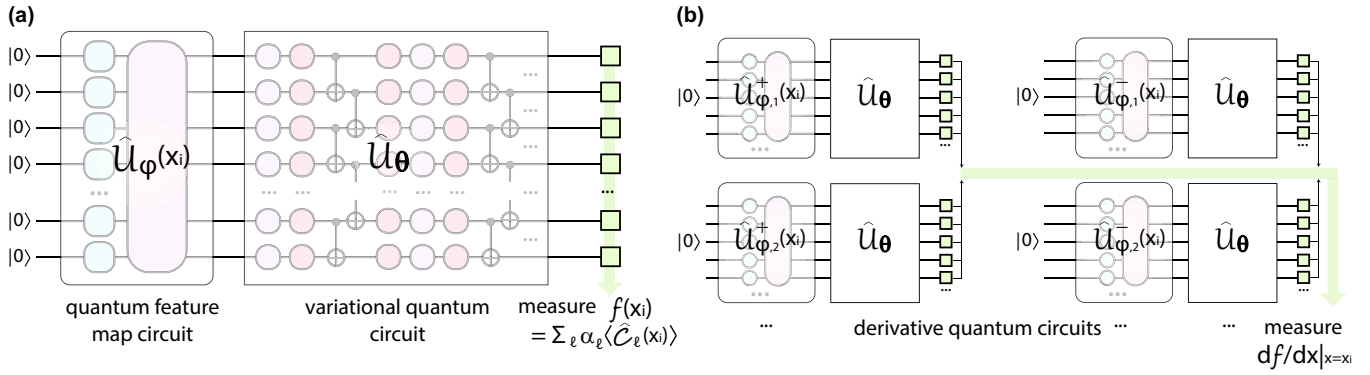 (a)
|0⟩
|0⟩
|0⟩
|0⟩
...
|0⟩
|0⟩
Û_φ(x_i)
Û_θ
... ... ... ... ... ...
...
...
...
...
quantum feature
map circuit
variational quantum
circuit
measure f(x_i)
= Σ_ℓ α_ℓ⟨Ĉ_ℓ(x_i)⟩
(b)
|0⟩
Û⁺_φ,1(x_i)
Û_θ
...
...
|0⟩
Û⁻_φ,1(x_i)
Û_θ
...
...
|0⟩
Û⁺_φ,2(x_i)
Û_θ
...
...
|0⟩
Û⁻_φ,2(x_i)
Û_θ
...
...
... derivative quantum circuits ... ...
measure
df/dx|x=x_i